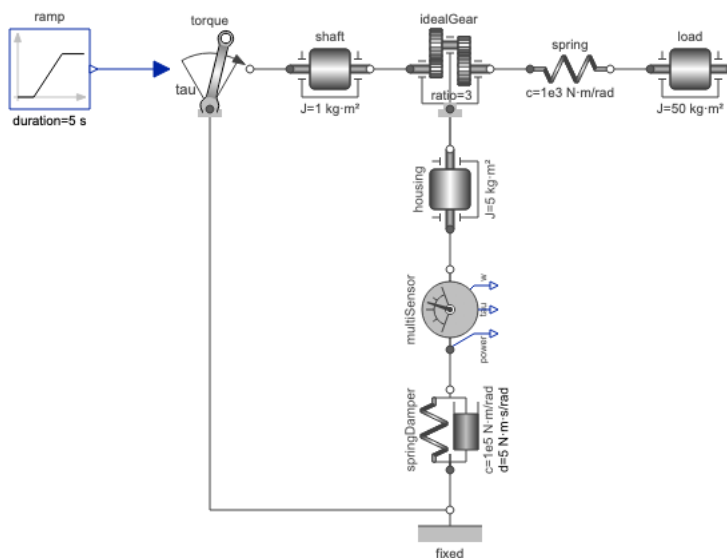 ramp
duration=5 s
torque
tau
shaft
J=1 kg·m²
idealGear
ratio=3
spring
c=1e3 N·m/rad
load
J=50 kg·m²
housing
J=5 kg·m²
multiSensor
w
tau
power
springDamper
c=1e5 N·m/rad
d=5 N·m·s/rad
fixed